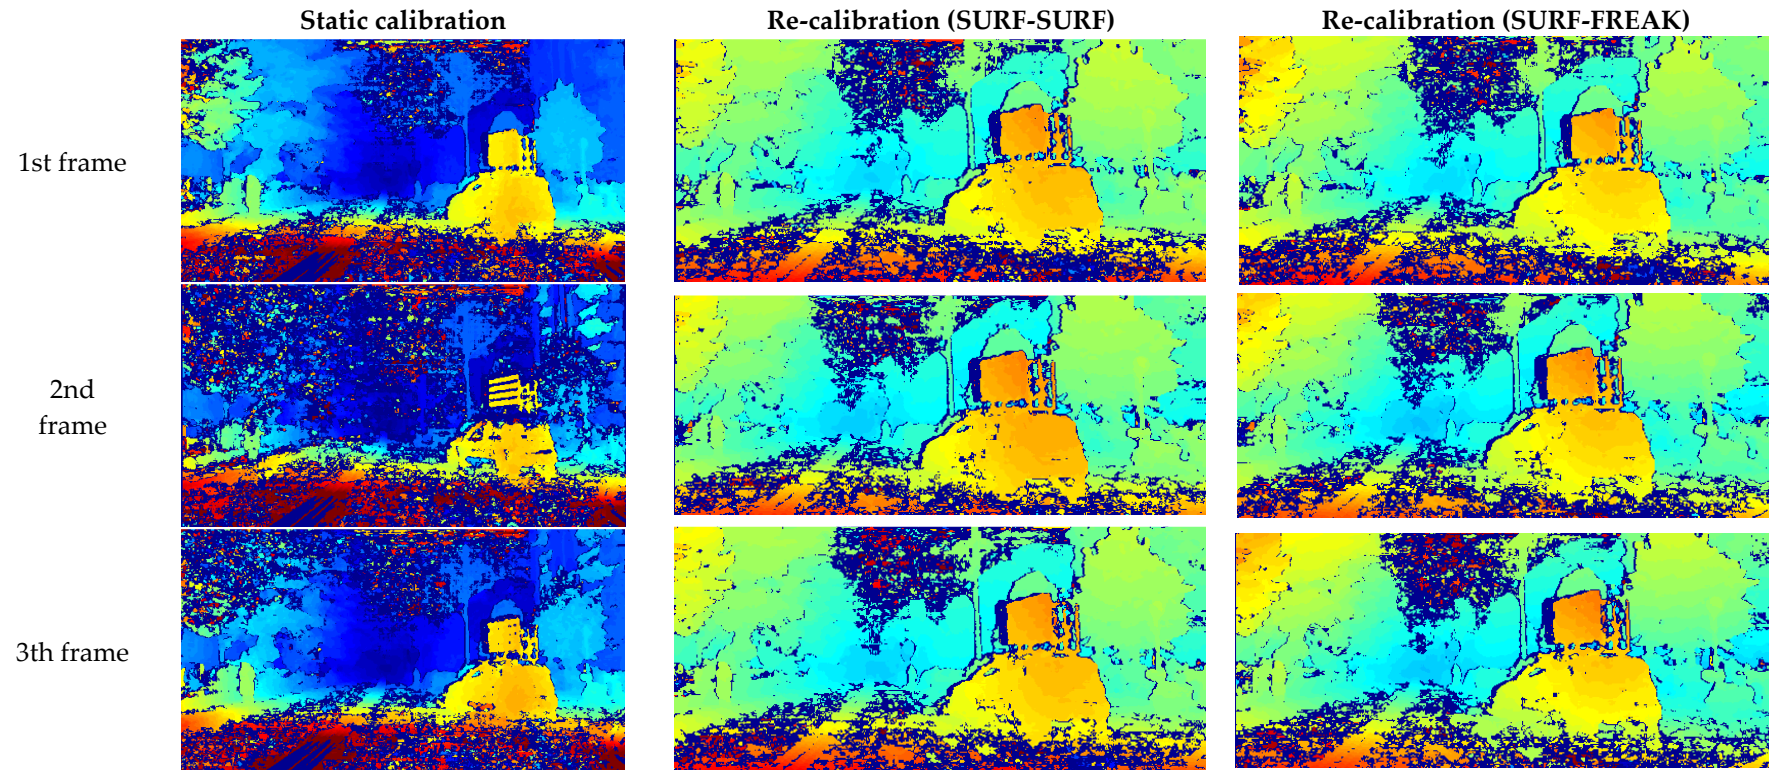 Static calibration
Re-calibration (SURF-SURF)
Re-calibration (SURF-FREAK)
1st frame
2nd
frame
3th frame